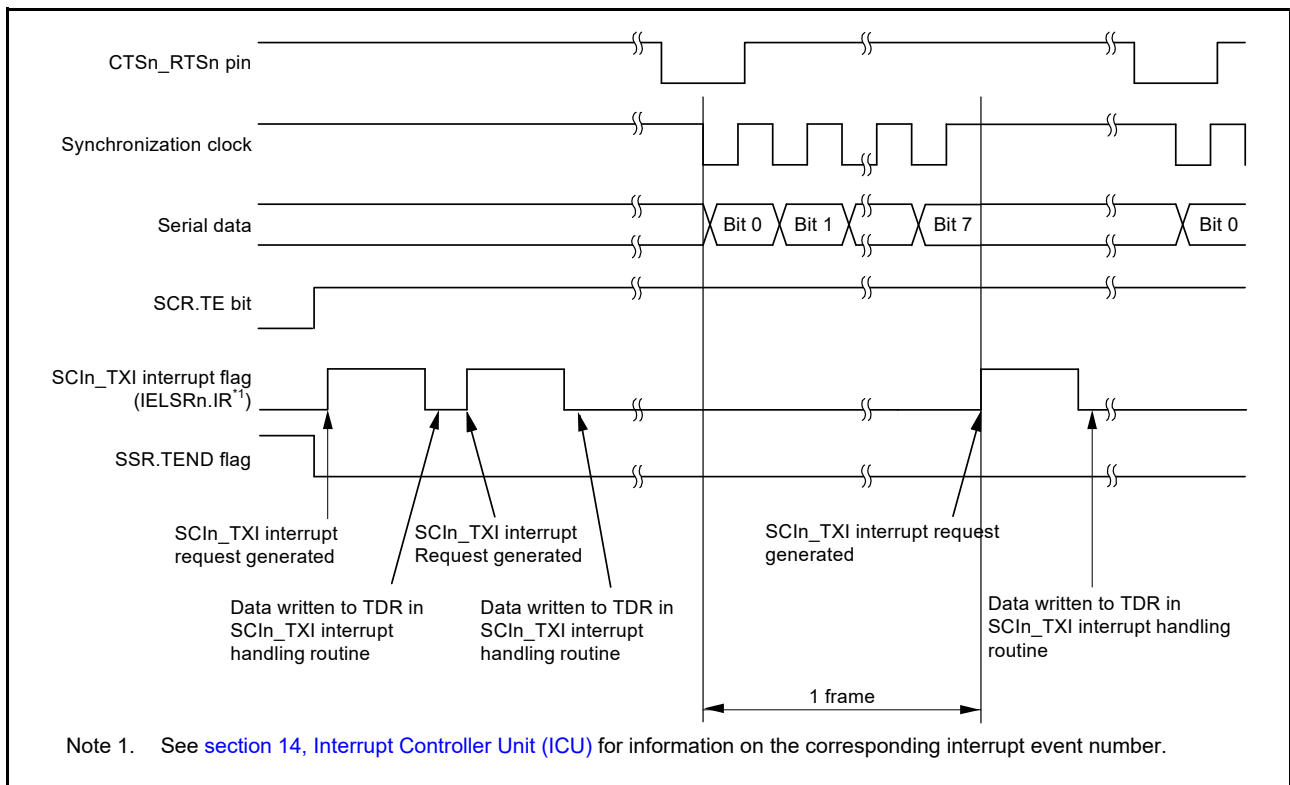 CTSn_RTSn pin
Synchronization clock
Serial data
Bit 0
Bit 1
Bit 7
Bit 0
SCR.TE bit
SCIn_TXI interrupt flag
(IELSRn.IR*1)
SSR.TEND flag
SCIn_TXI interrupt
request generated
SCIn_TXI interrupt
Request generated
SCIn_TXI interrupt request
generated
Data written to TDR in
SCIn_TXI interrupt
handling routine
Data written to TDR in
SCIn_TXI interrupt
handling routine
Data written to TDR in
SCIn_TXI interrupt handling
routine
1 frame
Note 1. See section 14, Interrupt Controller Unit (ICU) for information on the corresponding interrupt event number.